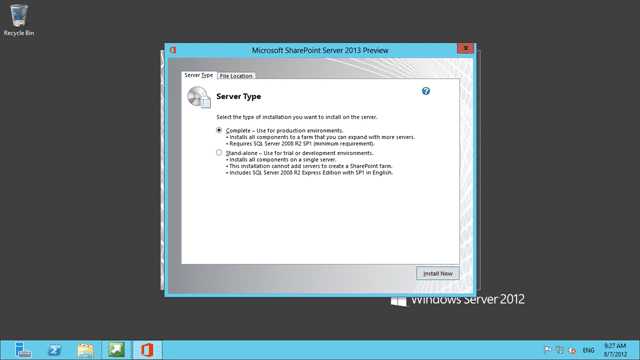 Recycle Bin
Microsoft SharePoint Server 2013 Preview
Server Type
File Location
Server Type
Select the type of installation you want to install on the server.
Complete – Use for production environments.
• Installs all components to a farm that you can expand with more servers.
• Requires SQL Server 2008 R2 SP1 (minimum requirement).
Stand-alone – Use for trial or development environments.
• Installs all components on a single server.
• This installation cannot add servers to create a SharePoint farm.
• Includes SQL Server 2008 R2 Express Edition with SP1 in English.
Install Now
Windows Server 2012
ENG
9:27 AM
8/7/2012